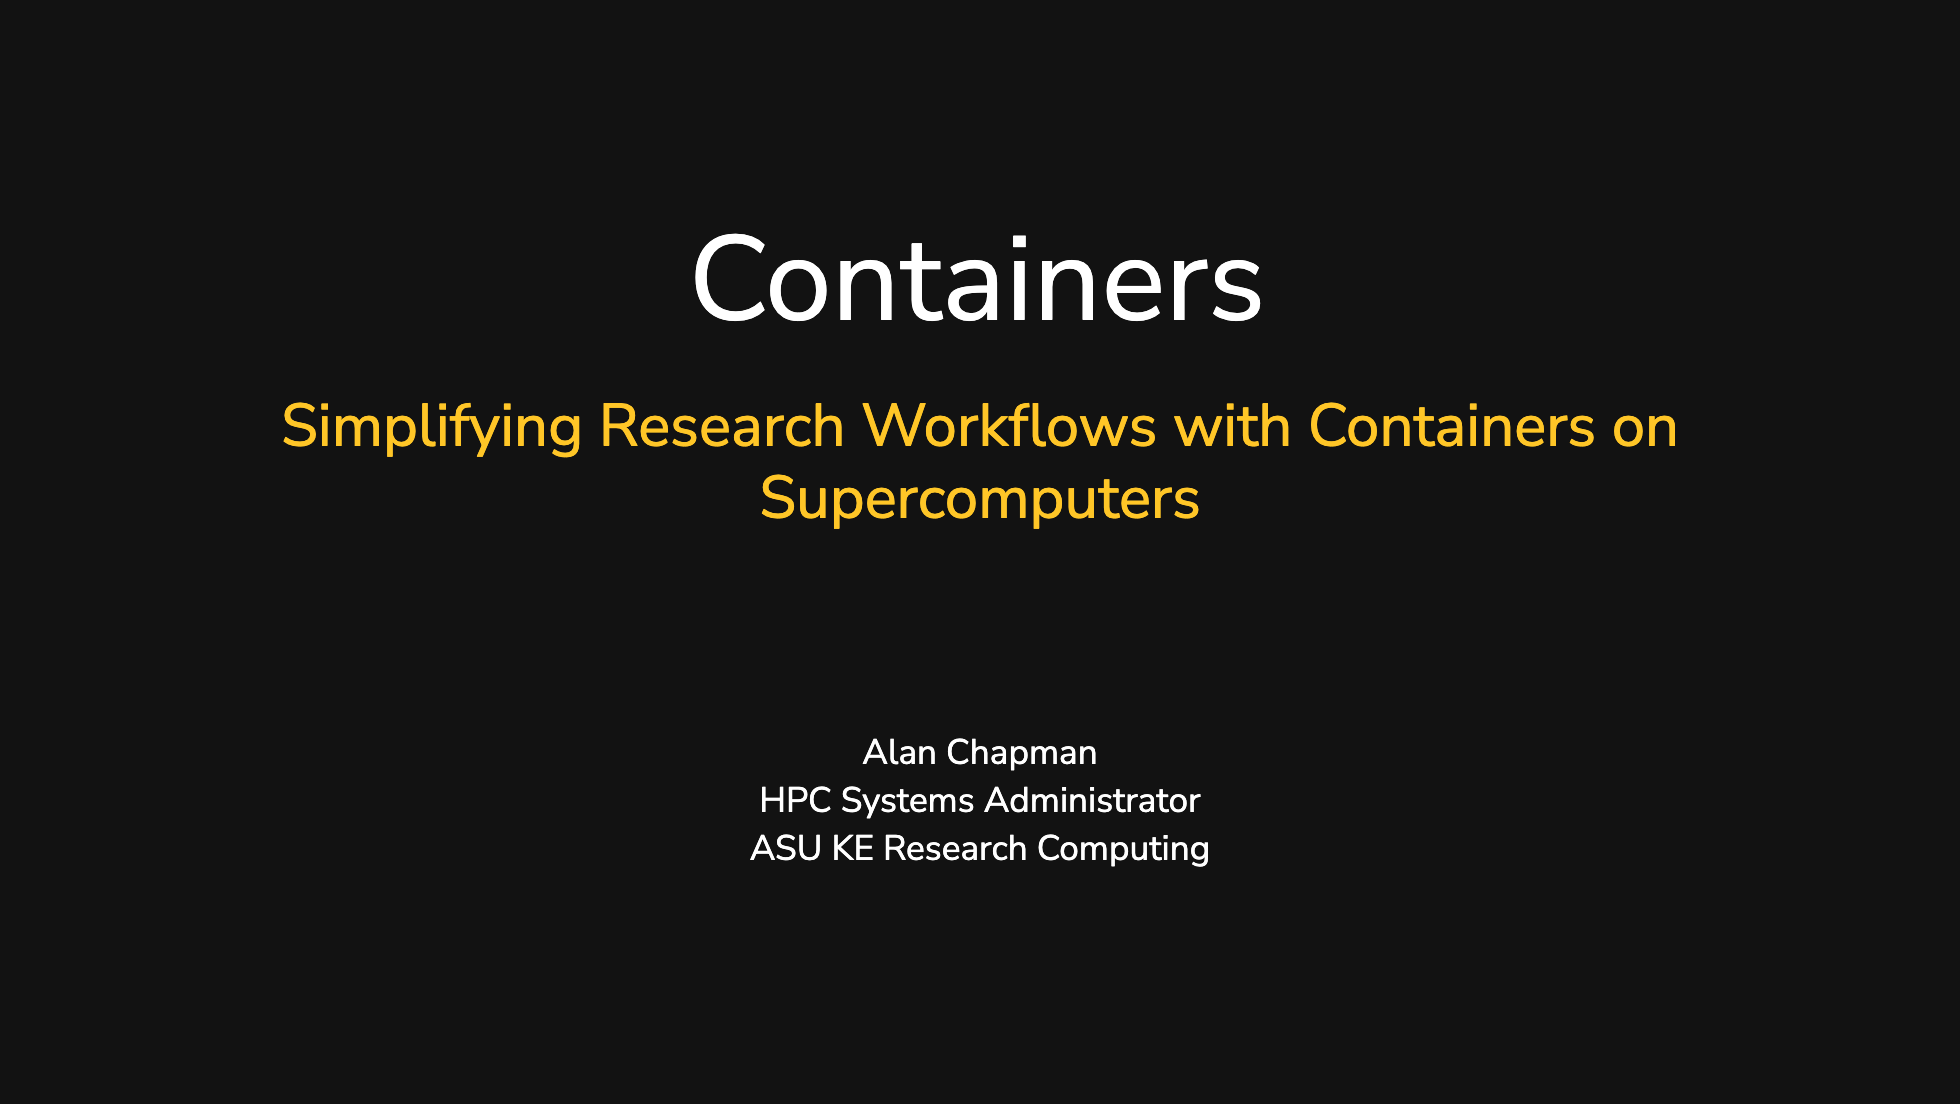 Containers
Simplifying Research Workflows with Containers on
Supercomputers
Alan Chapman
HPC Systems Administrator
ASU KE Research Computing